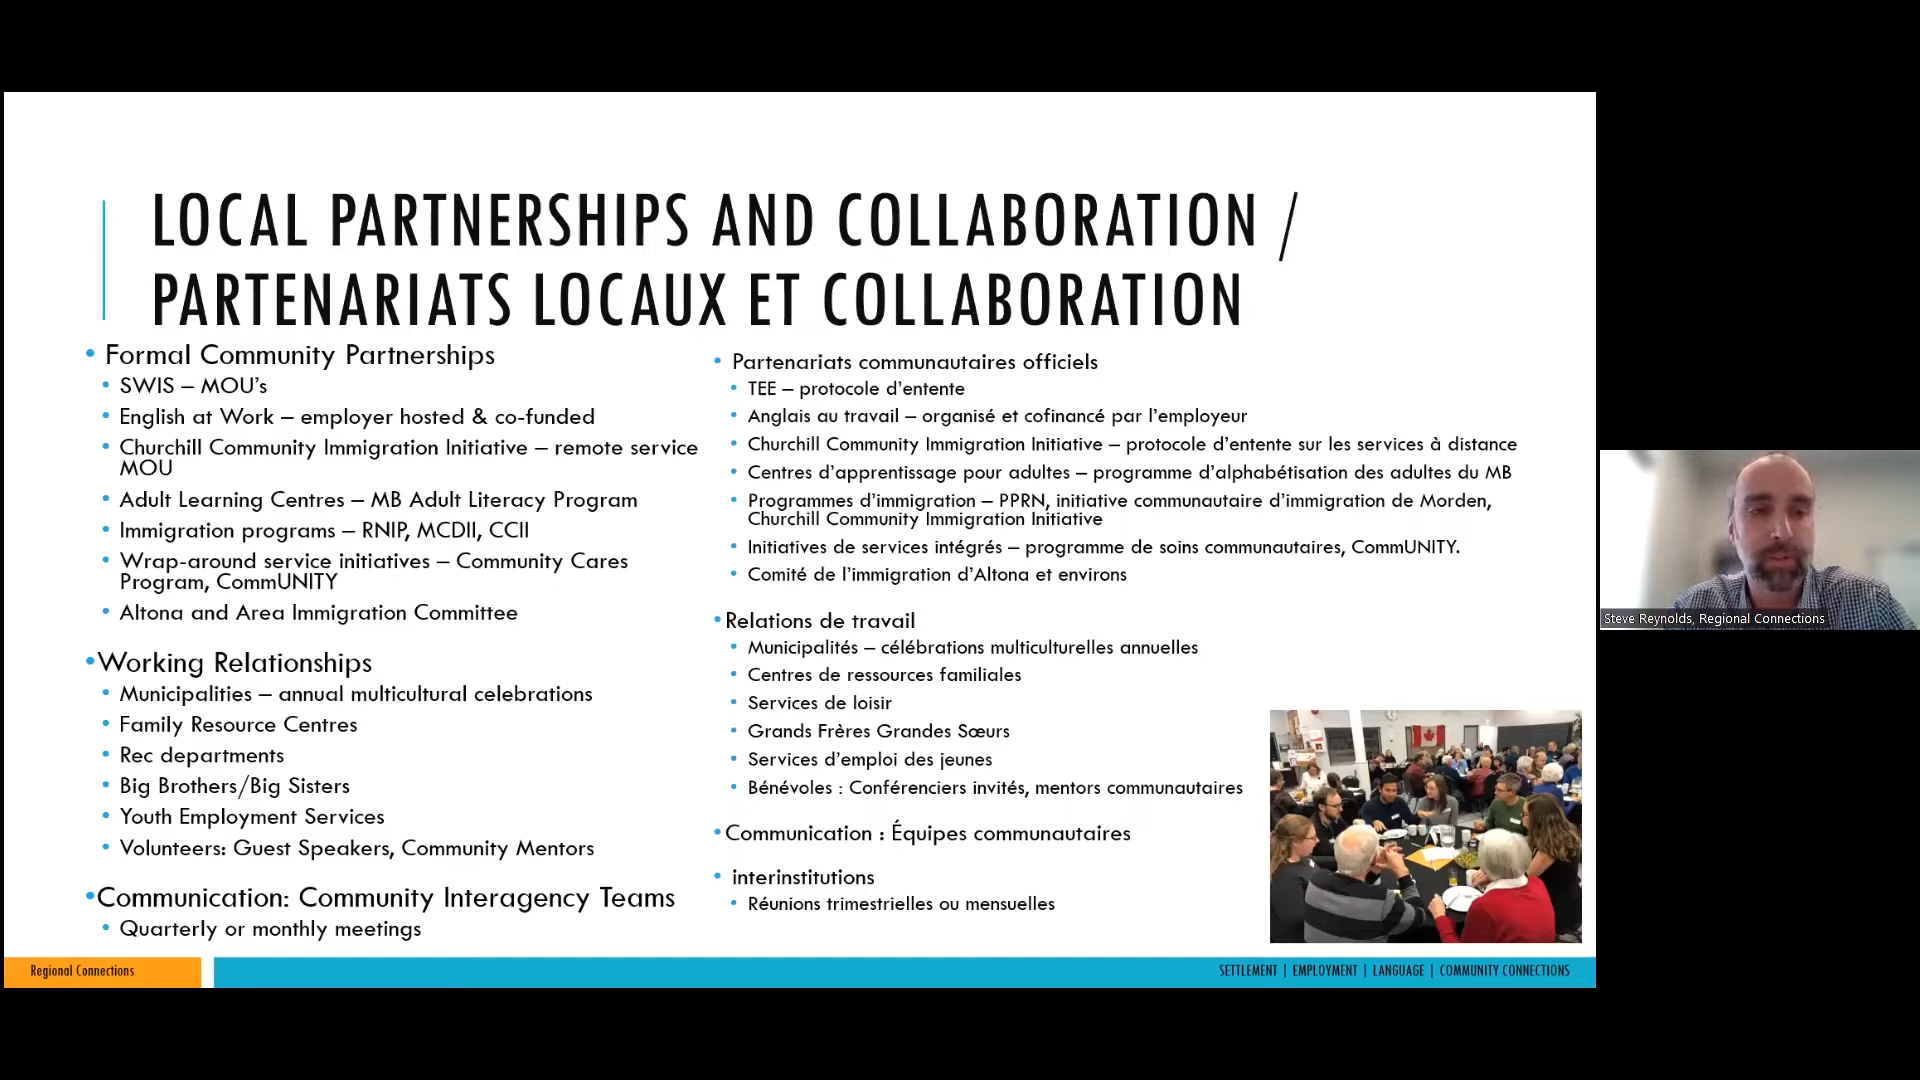 LOCAL PARTNERSHIPS AND COLLABORATION /
PARTENARIATS LOCAUX ET COLLABORATION
• Formal Community Partnerships
• SWIS – MOU's
• English at Work – employer hosted & co-funded
• Churchill Community Immigration Initiative – remote service
MOU
• Adult Learning Centres – MB Adult Literacy Program
• Immigration programs – RNIP, MCDII, CCII
• Wrap-around service initiatives – Community Cares
Program, CommUNITY
• Altona and Area Immigration Committee
•Working Relationships
• Municipalities – annual multicultural celebrations
• Family Resource Centres
• Rec departments
• Big Brothers/Big Sisters
• Youth Employment Services
• Volunteers: Guest Speakers, Community Mentors
•Communication: Community Interagency Teams
• Quarterly or monthly meetings
• Partenariats communautaires officiels
• TEE – protocole d'entente
• Anglais au travail – organisé et cofinancé par l'employeur
• Churchill Community Immigration Initiative – protocole d'entente sur les services à distance
• Centres d'apprentissage pour adultes – programme d'alphabétisation des adultes du MB
• Programmes d'immigration – PPRN, initiative communautaire d'immigration de Morden,
Churchill Community Immigration Initiative
• Initiatives de services intégrés – programme de soins communautaires, CommUNITY.
• Comité de l'immigration d'Altona et environs
•Relations de travail
• Municipalités – célébrations multiculturelles annuelles
• Centres de ressources familiales
• Services de loisir
• Grands Frères Grandes Sœurs
• Services d'emploi des jeunes
• Bénévoles : Conférenciers invités, mentors communautaires
•Communication : Équipes communautaires
• interinstitutions
• Réunions trimestrielles ou mensuelles
Regional Connections
SETTLEMENT | EMPLOYMENT | LANGUAGE | COMMUNITY CONNECTIONS
Steve Reynolds, Regional Connections